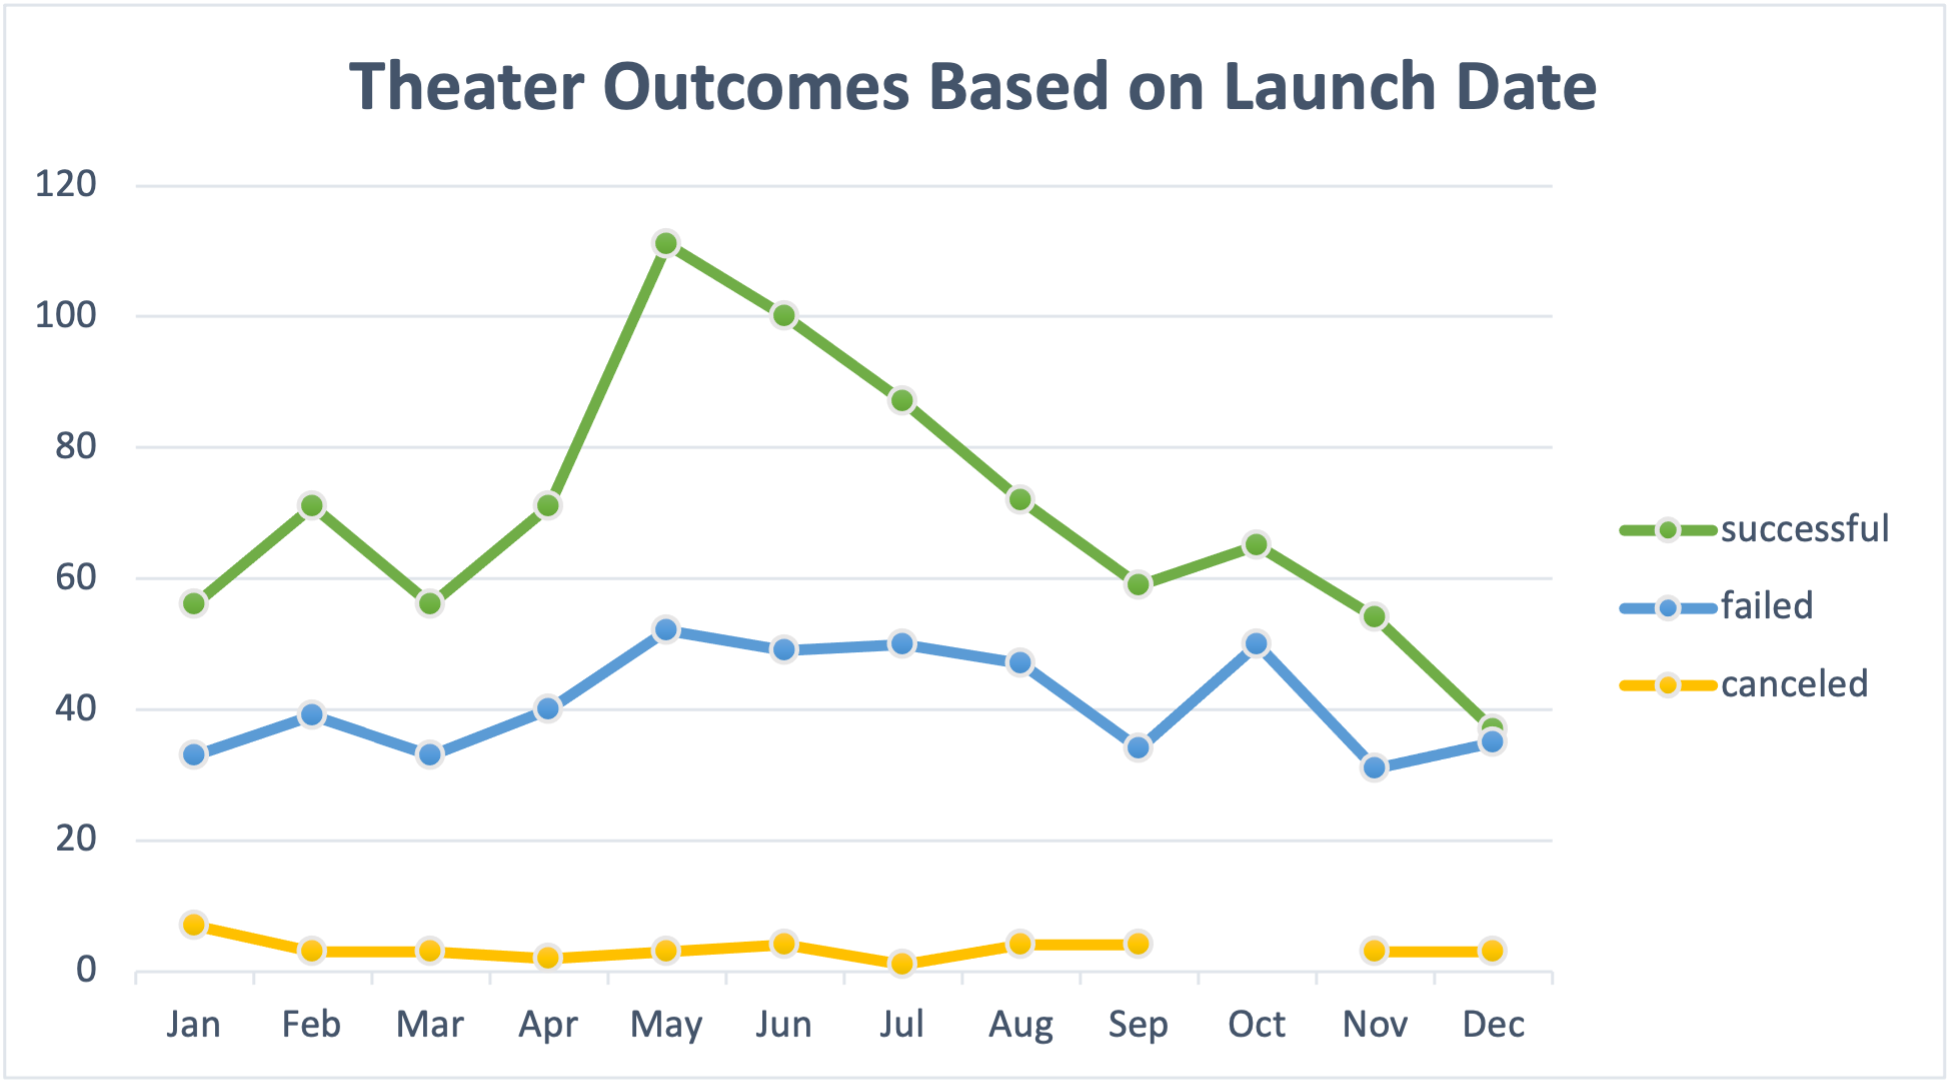 Theater Outcomes Based on Launch Date
120
100
80
60
40
20
0
Jan Feb Mar Apr May Jun Jul Aug Sep Oct Nov Dec
successful
failed
canceled